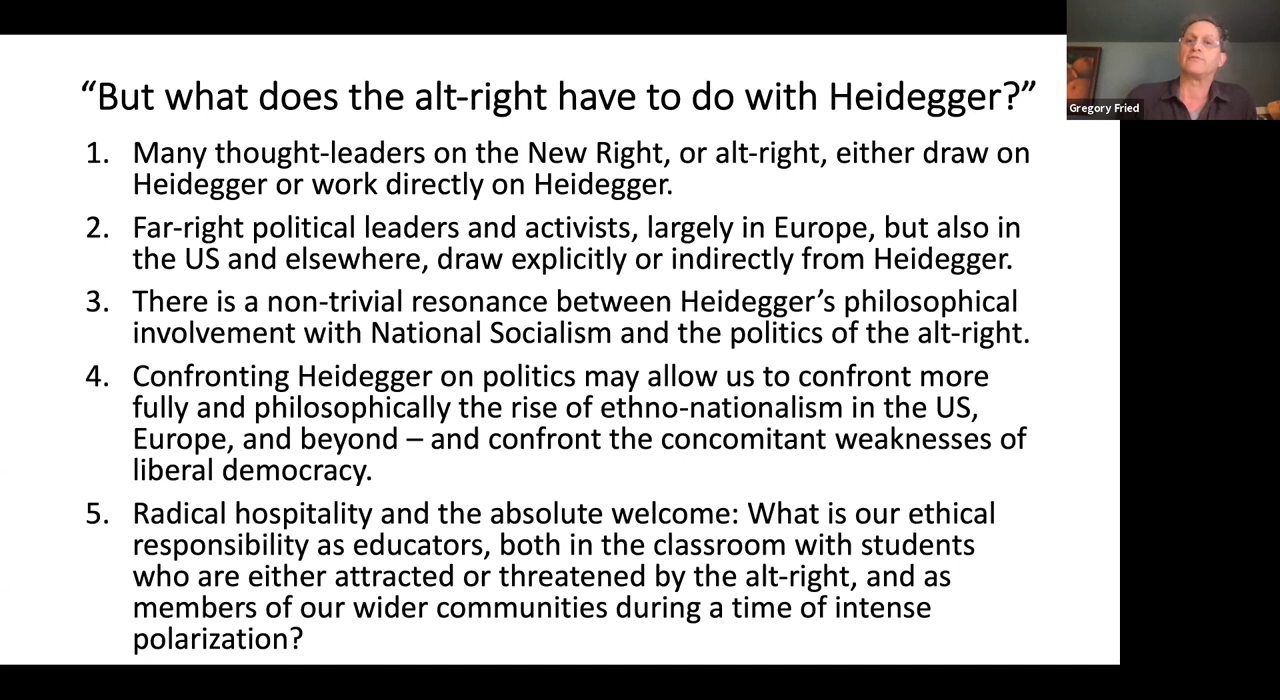 “But what does the alt-right have to do with Heidegger?”
Gregory Fried
1. Many thought-leaders on the New Right, or alt-right, either draw on
Heidegger or work directly on Heidegger.
2. Far-right political leaders and activists, largely in Europe, but also in
the US and elsewhere, draw explicitly or indirectly from Heidegger.
3. There is a non-trivial resonance between Heidegger’s philosophical
involvement with National Socialism and the politics of the alt-right.
4. Confronting Heidegger on politics may allow us to confront more
fully and philosophically the rise of ethno-nationalism in the US,
Europe, and beyond – and confront the concomitant weaknesses of
liberal democracy.
5. Radical hospitality and the absolute welcome: What is our ethical
responsibility as educators, both in the classroom with students
who are either attracted or threatened by the alt-right, and as
members of our wider communities during a time of intense
polarization?